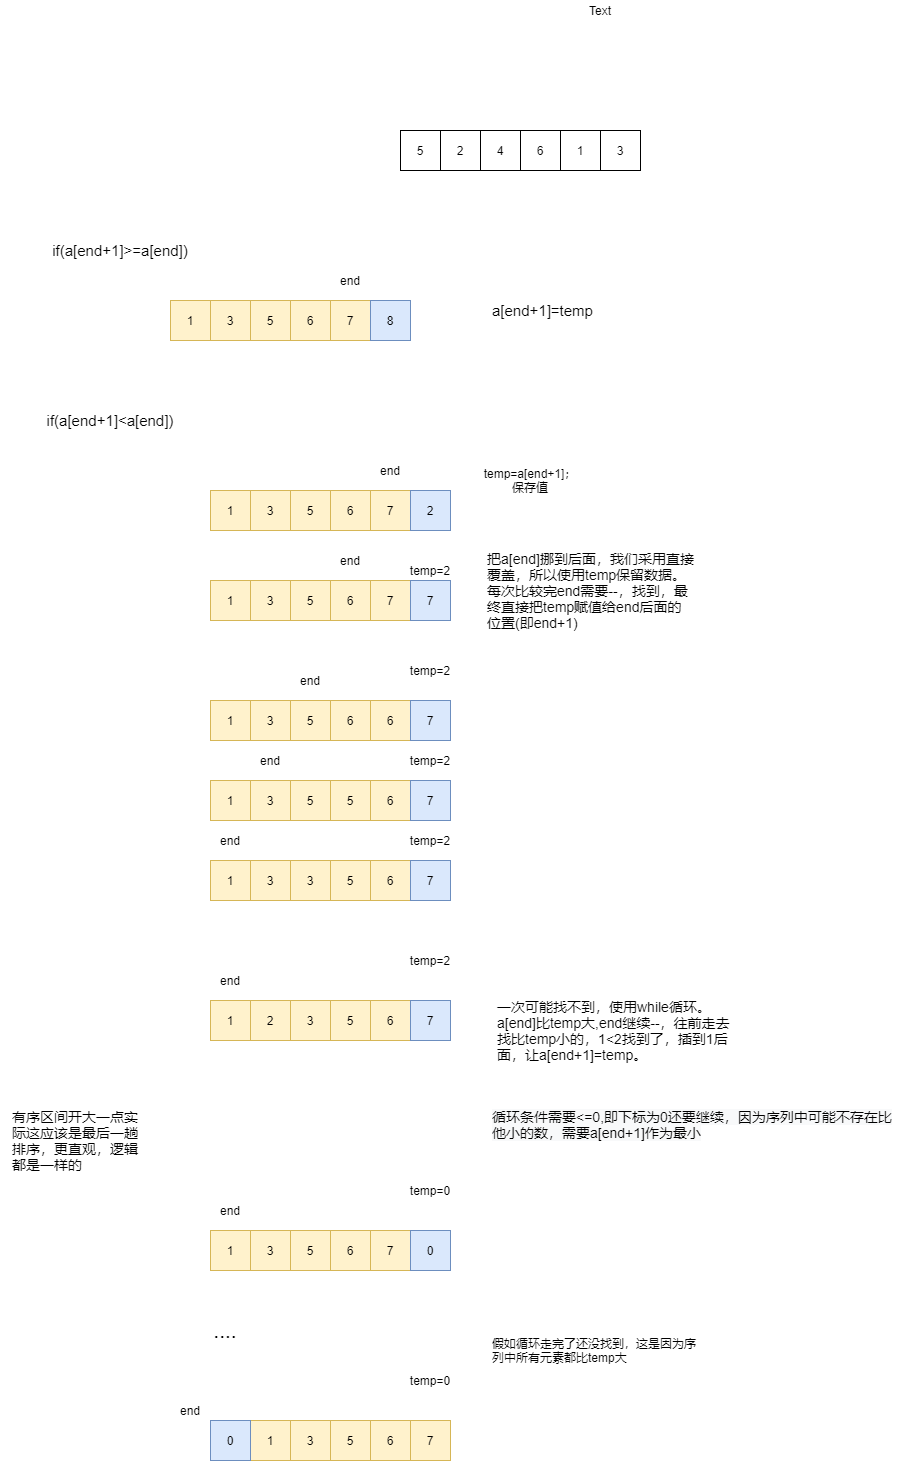 Text
5 2 4 6 1 3
if(a[end+1]>=a[end])
end
1 3 5 6 7 8
a[end+1]=temp
if(a[end+1]<a[end])
end
temp=a[end+1];
保存值
1 3 5 6 7 2
end
temp=2
1 3 5 6 7 7
把a[end]挪到后面，我们采用直接
覆盖，所以使用temp保留数据。
每次比较完end需要--，找到，最
终直接把temp赋值给end后面的
位置(即end+1)
temp=2
end
1 3 5 6 6 7
end
temp=2
1 3 5 5 6 7
end
temp=2
1 3 3 5 6 7
temp=2
end
1 2 3 5 6 7
一次可能找不到，使用while循环。
a[end]比temp大,end继续--，往前走去
找比temp小的，1<2找到了，插到1后
面，让a[end+1]=temp。
有序区间开大一点实
际这应该是最后一趟
排序，更直观，逻辑
都是一样的
循环条件需要<=0,即下标为0还要继续，因为序列中可能不存在比
他小的数，需要a[end+1]作为最小
temp=0
end
1 3 5 6 7 0
....
假如循环走完了还没找到，这是因为序
列中所有元素都比temp大
temp=0
end
0 1 3 5 6 7